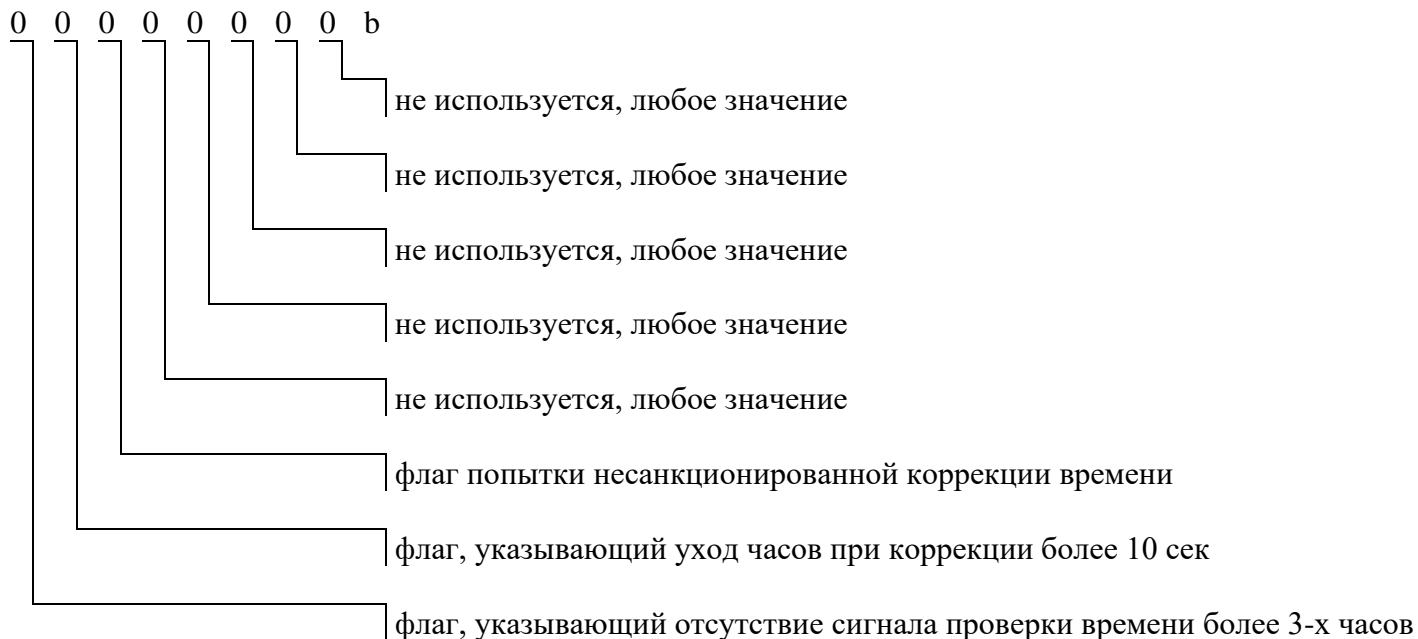 0 0 0 0 0 0 0 0 b
не используется, любое значение
не используется, любое значение
не используется, любое значение
не используется, любое значение
не используется, любое значение
флаг попытки несанкционированной коррекции времени
флаг, указывающий уход часов при коррекции более 10 сек
флаг, указывающий отсутствие сигнала проверки времени более 3-х часов